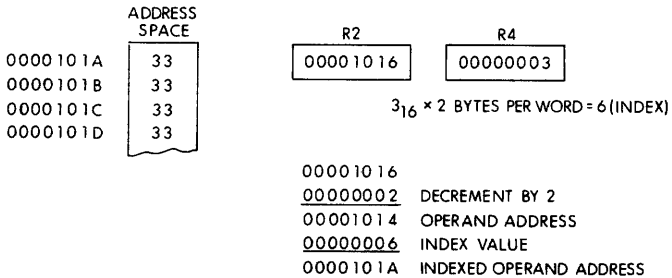 ADDRESS
SPACE
0000101A 33
0000101B 33
0000101C 33
0000101D 33
R2
00001016
R4
00000003
3₁₆ × 2 BYTES PER WORD = 6 (INDEX)
00001016
00000002 DECREMENT BY 2
00001014 OPERAND ADDRESS
00000006 INDEX VALUE
0000101A INDEXED OPERAND ADDRESS